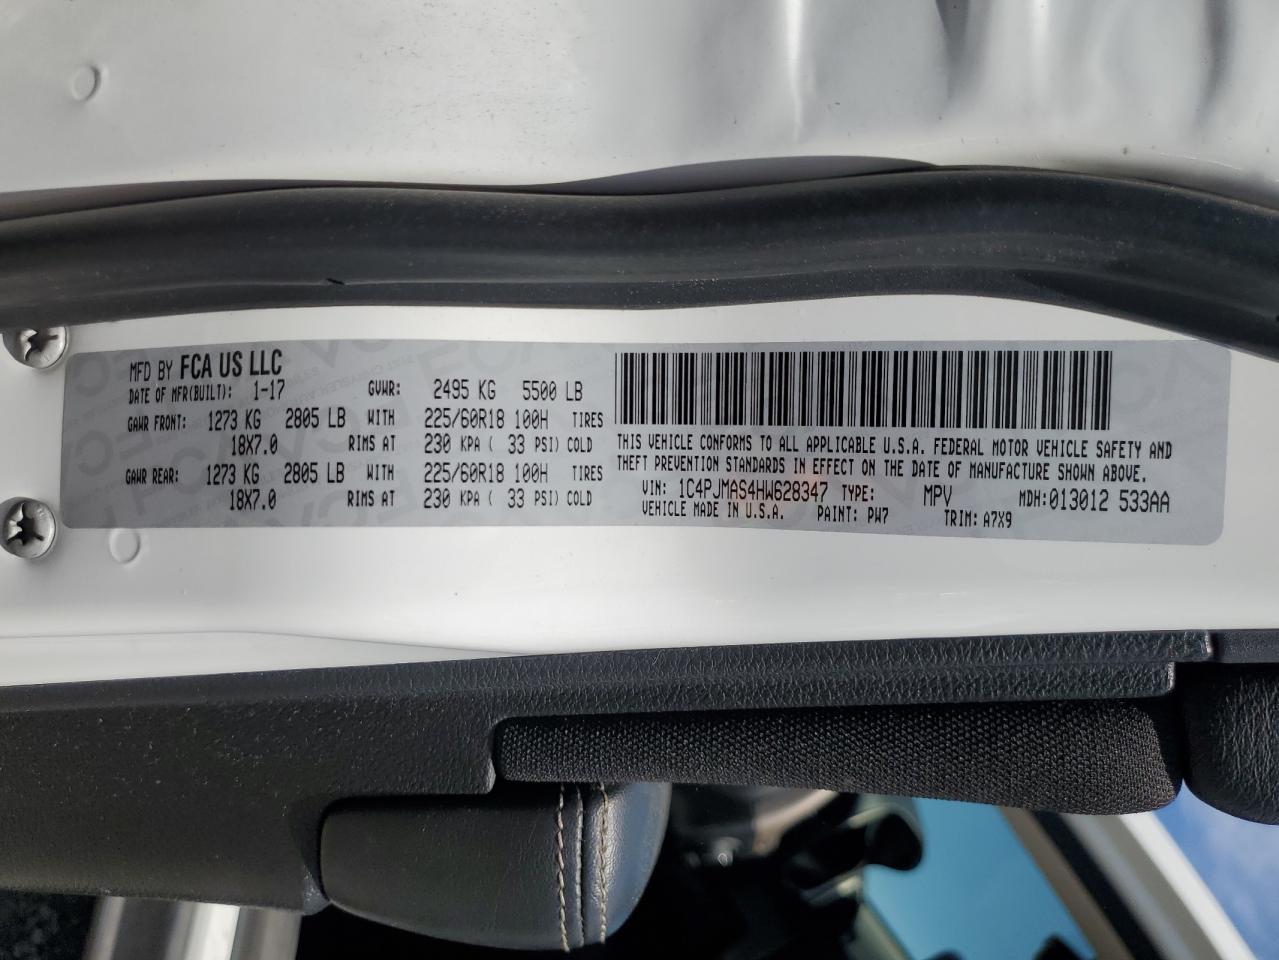 MFD BY FCA US LLC
DATE OF MFR(BUILT): 1-17 GVWR: 2495 KG 5500 LB
GAWR FRONT: 1273 KG 2805 LB WITH 225/60R18 100H TIRES
18X7.0 RIMS AT 230 KPA ( 33 PSI) COLD
GAWR REAR: 1273 KG 2805 LB WITH 225/60R18 100H TIRES
18X7.0 RIMS AT 230 KPA ( 33 PSI) COLD
THIS VEHICLE CONFORMS TO ALL APPLICABLE U.S.A. FEDERAL MOTOR VEHICLE SAFETY AND
THEFT PREVENTION STANDARDS IN EFFECT ON THE DATE OF MANUFACTURE SHOWN ABOVE.
VIN: 1C4PJMAS4HW628347 TYPE: MPV MDH: 013012 533AA
VEHICLE MADE IN U.S.A. PAINT: PW7 TRIM: A7X9